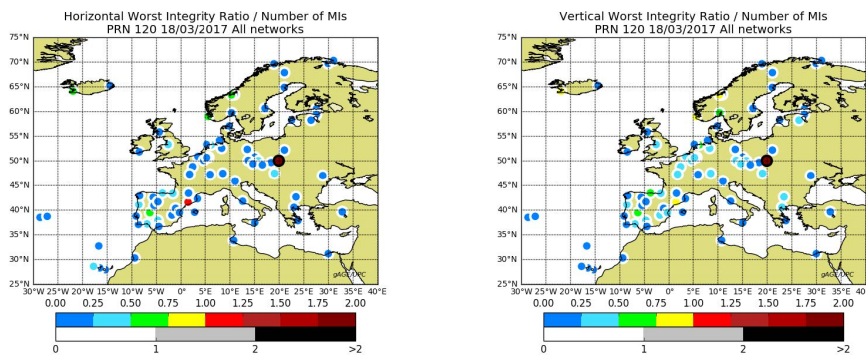 Horizontal Worst Integrity Ratio / Number of MIs
PRN 120 18/03/2017 All networks
75°N
70°N
65°N
60°N
55°N
50°N
45°N
40°N
35°N
30°N
25°N
gAGE/UPC
30°W 25°W 20°W 15°W 10°W 5°W 0° 5°E 10°E 15°E 20°E 25°E 30°E 35°E 40°E
0.00 0.25 0.50 0.75 1.00 1.25 1.50 1.75 2.00
0 1 2 >2
Vertical Worst Integrity Ratio / Number of MIs
PRN 120 18/03/2017 All networks
75°N
70°N
65°N
60°N
55°N
50°N
45°N
40°N
35°N
30°N
25°N
gAGE/UPC
30°W 25°W 20°W 15°W 10°W 5°W 0° 5°E 10°E 15°E 20°E 25°E 30°E 35°E 40°E
0.00 0.25 0.50 0.75 1.00 1.25 1.50 1.75 2.00
0 1 2 >2